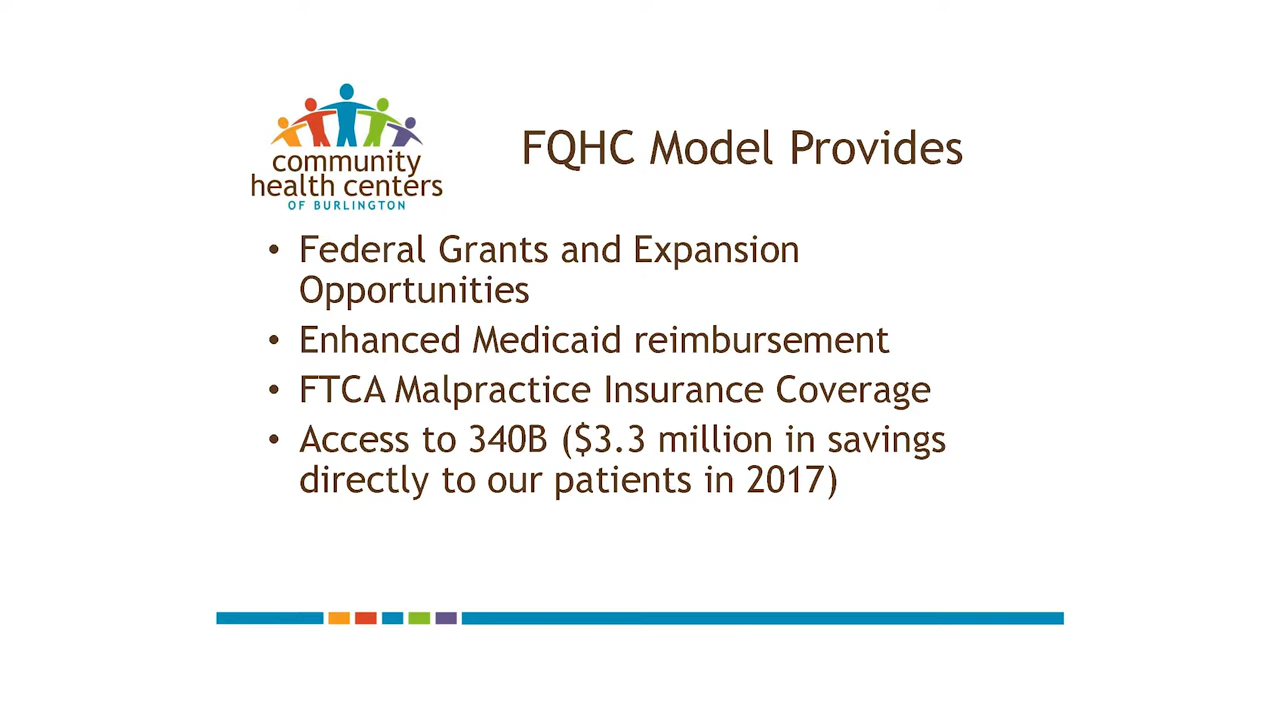 community
health centers
OF BURLINGTON
FQHC Model Provides
• Federal Grants and Expansion
Opportunities
• Enhanced Medicaid reimbursement
• FTCA Malpractice Insurance Coverage
• Access to 340B ($3.3 million in savings
directly to our patients in 2017)